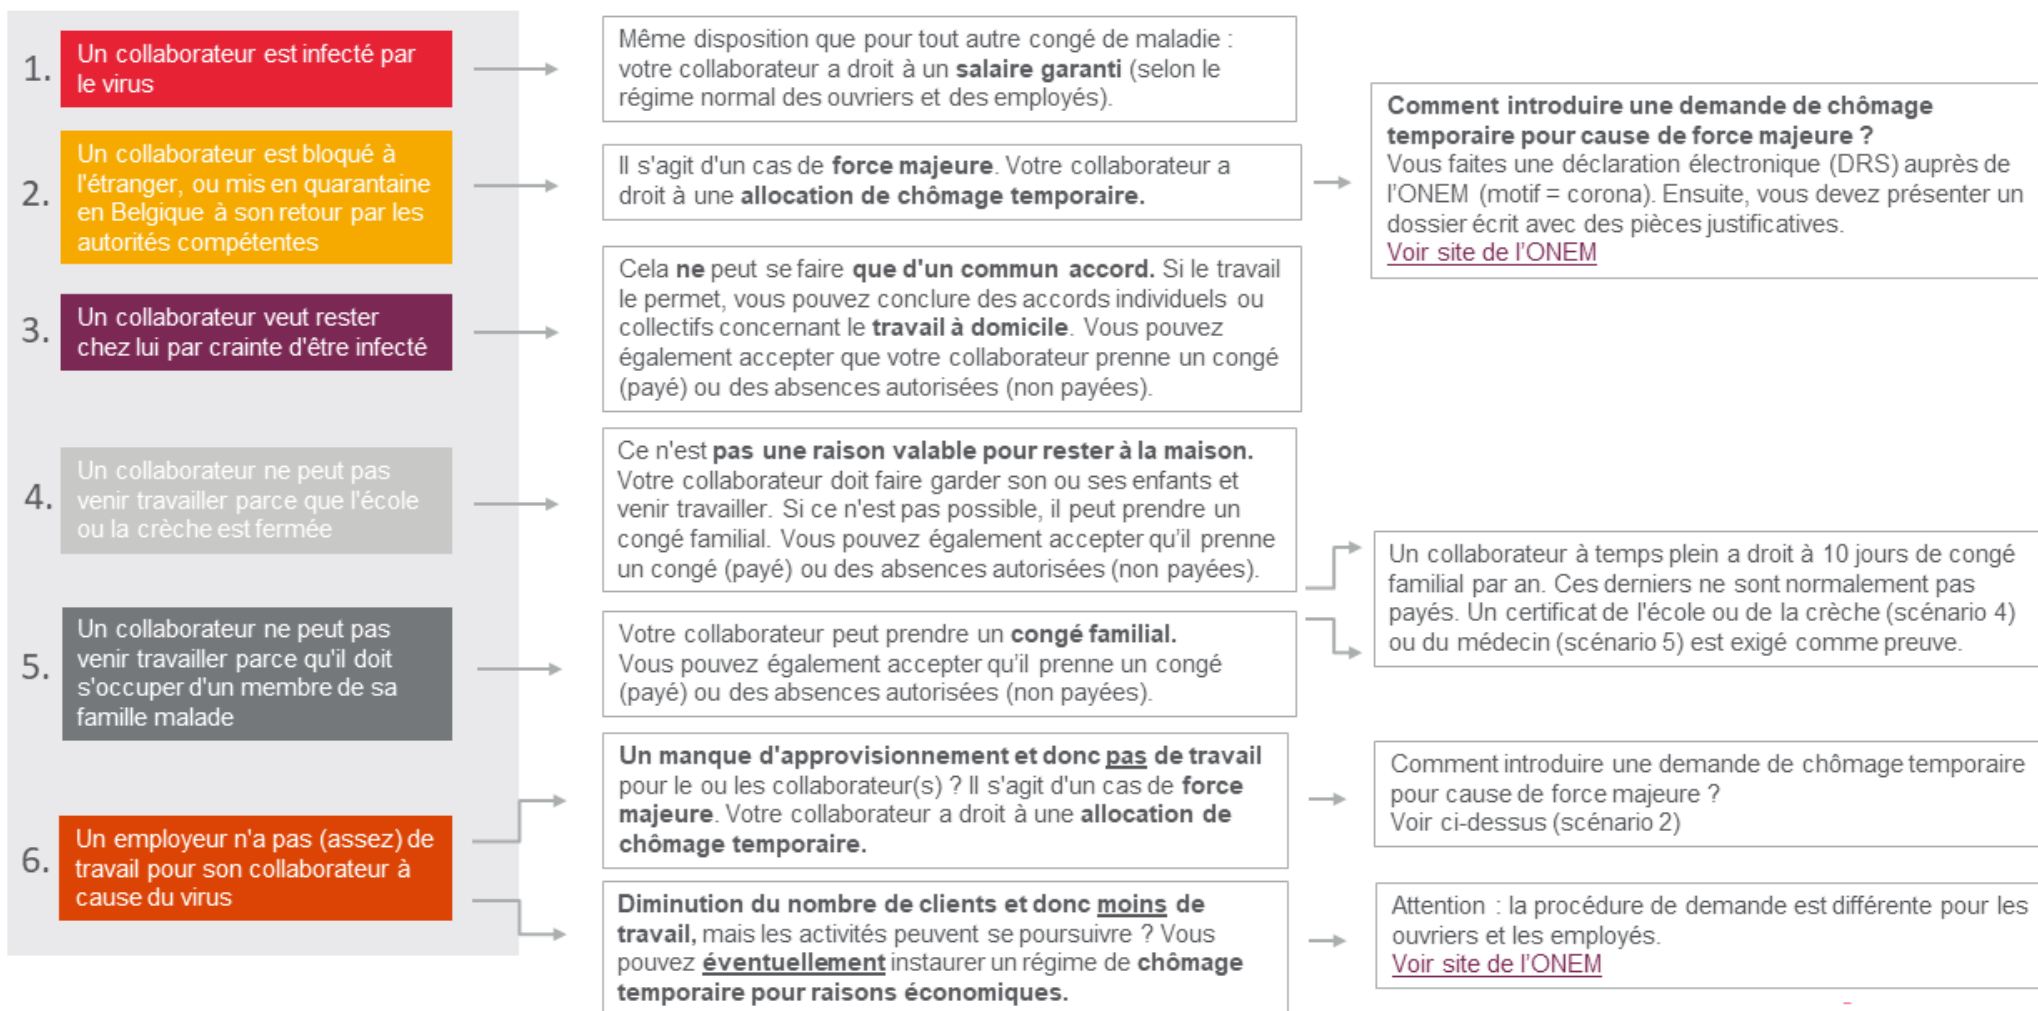 1.
Un collaborateur est infecté par
le virus
Même disposition que pour tout autre congé de maladie :
votre collaborateur a droit à un salaire garanti (selon le
régime normal des ouvriers et des employés).
2.
Un collaborateur est bloqué à
l'étranger, ou mis en quarantaine
en Belgique à son retour par les
autorités compétentes
Il s'agit d'un cas de force majeure. Votre collaborateur a
droit à une allocation de chômage temporaire.
Comment introduire une demande de chômage
temporaire pour cause de force majeure ?
Vous faites une déclaration électronique (DRS) auprès de
l'ONEM (motif = corona). Ensuite, vous devez présenter un
dossier écrit avec des pièces justificatives.
Voir site de l'ONEM
3.
Un collaborateur veut rester
chez lui par crainte d'être infecté
Cela ne peut se faire que d'un commun accord. Si le travail
le permet, vous pouvez conclure des accords individuels ou
collectifs concernant le travail à domicile. Vous pouvez
également accepter que votre collaborateur prenne un congé
(payé) ou des absences autorisées (non payées).
4.
Un collaborateur ne peut pas
venir travailler parce que l'école
ou la crèche est fermée
Ce n'est pas une raison valable pour rester à la maison.
Votre collaborateur doit faire garder son ou ses enfants et
venir travailler. Si ce n'est pas possible, il peut prendre un
congé familial. Vous pouvez également accepter qu'il prenne
un congé (payé) ou des absences autorisées (non payées).
5.
Un collaborateur ne peut pas
venir travailler parce qu'il doit
s'occuper d'un membre de sa
famille malade
Votre collaborateur peut prendre un congé familial.
Vous pouvez également accepter qu'il prenne un congé
(payé) ou des absences autorisées (non payées).
Un collaborateur à temps plein a droit à 10 jours de congé
familial par an. Ces derniers ne sont normalement pas
payés. Un certificat de l'école ou de la crèche (scénario 4)
ou du médecin (scénario 5) est exigé comme preuve.
6.
Un employeur n'a pas (assez) de
travail pour son collaborateur à
cause du virus
Un manque d'approvisionnement et donc pas de travail
pour le ou les collaborateur(s) ? Il s'agit d'un cas de force
majeure. Votre collaborateur a droit à une allocation de
chômage temporaire.
Comment introduire une demande de chômage temporaire
pour cause de force majeure ?
Voir ci-dessus (scénario 2)
Diminution du nombre de clients et donc moins de
travail, mais les activités peuvent se poursuivre ? Vous
pouvez éventuellement instaurer un régime de chômage
temporaire pour raisons économiques.
Attention : la procédure de demande est différente pour les
ouvriers et les employés.
Voir site de l'ONEM